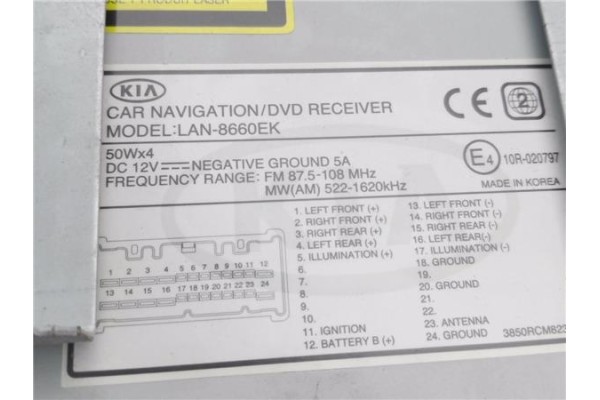 PRODUIT LASER
KIA
CAR NAVIGATION/DVD RECEIVER
MODEL:LAN-8660EK
CE
2
50Wx4
DC 12V NEGATIVE GROUND 5A
FREQUENCY RANGE: FM 87.5-108 MHz
MW(AM) 522-1620kHz
E4
10R-020797
MADE IN KOREA
1. LEFT FRONT (+)
2. RIGHT FRONT (+)
3. RIGHT REAR (+)
4. LEFT REAR (+)
5. ILLUMINATION (+)
6.
7.
8.
9.
10.
11. IGNITION
12. BATTERY B (+)
13. LEFT FRONT (-)
14. RIGHT FRONT (-)
15. RIGHT REAR (-)
16. LEFT REAR(-)
17. ILLUMINATION(-)
18. GROUND
19.
20. GROUND
21.
22.
23. ANTENNA
24. GROUND
3850RCM823
1 2 3 4 5 6 7 8 9 10 11 12
13 14 15 16 17 18 19 20 21 22 23 24
KIA